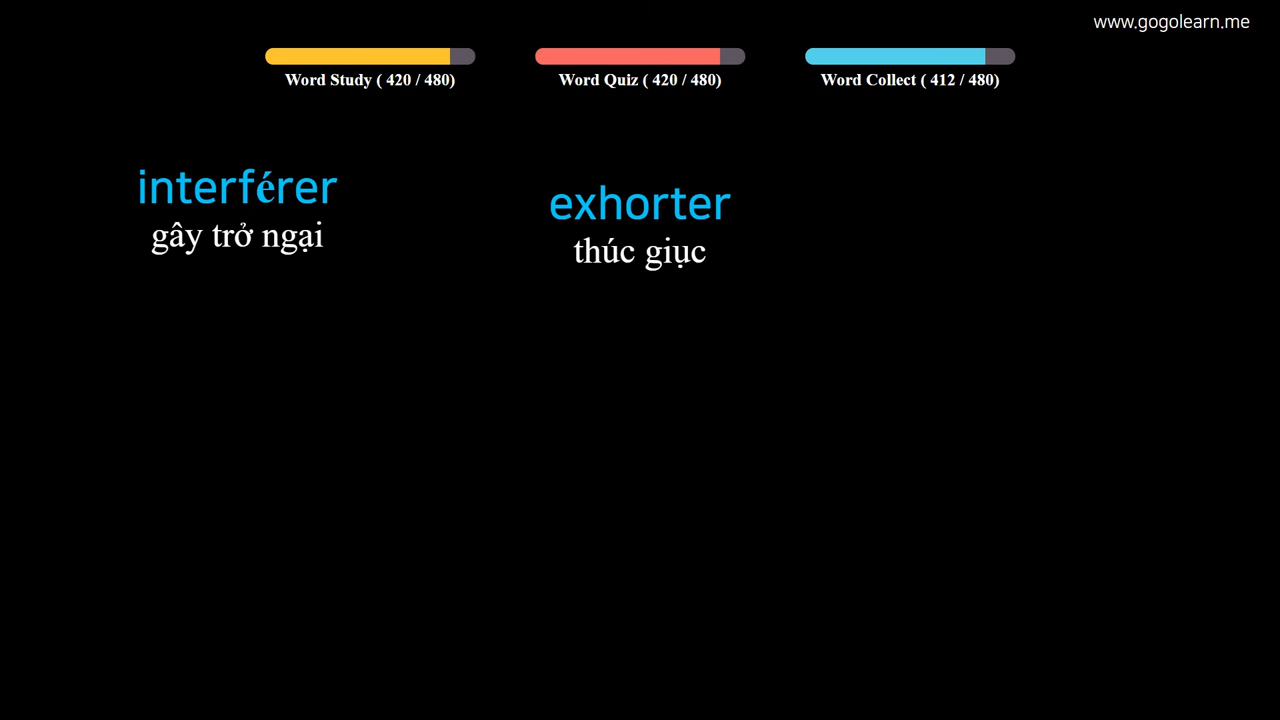 www.gogolearn.me
Word Study ( 420 / 480)
Word Quiz ( 420 / 480)
Word Collect ( 412 / 480)
interférer
gây trở ngại
exhorter
thúc giục